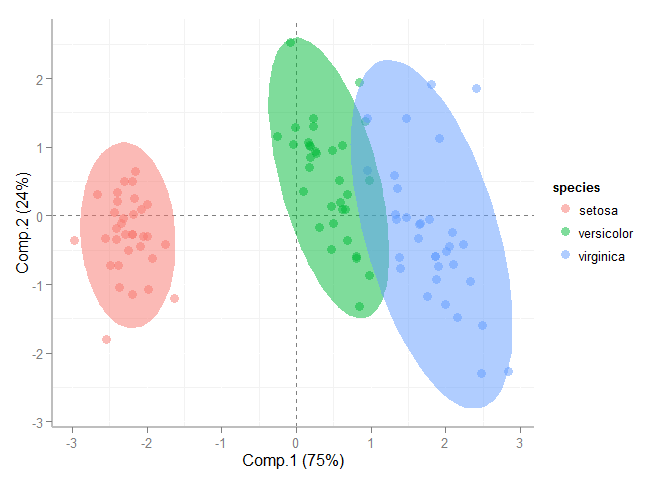 Comp.2 (24%)
2
1
0
-1
-2
-3
-3
-2
-1
0
1
2
3
Comp.1 (75%)
species
setosa
versicolor
virginica